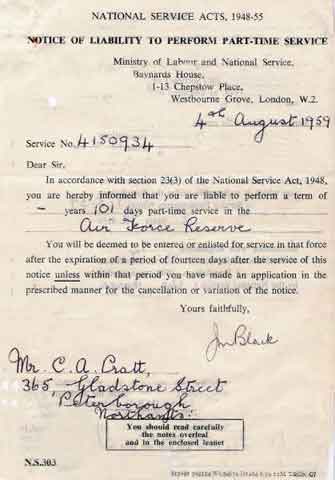 NATIONAL SERVICE ACTS, 1948-55
NOTICE OF LIABILITY TO PERFORM PART-TIME SERVICE
Ministry of Labour and National Service,
Baynards House,
1-13 Chepstow Place,
Westbourne Grove, London, W.2.
4th August 1959
Service No. 4150934
Dear Sir,
In accordance with section 23(3) of the National Service Act, 1948,
you are hereby informed that you are liable to perform a term of
- years 101 days part-time service in the
Air Force Reserve
You will be deemed to be entered or enlisted for service in that force
after the expiration of a period of fourteen days after the service of this
notice unless within that period you have made an application in the
prescribed manner for the cancellation or variation of the notice.
Yours faithfully,
Black
Mr. C. A. Pratt,
365, Gladstone Street
Peterborough,
Northants.
You should read carefully
the notes overleaf
and in the enclosed leaflet
N.S.303